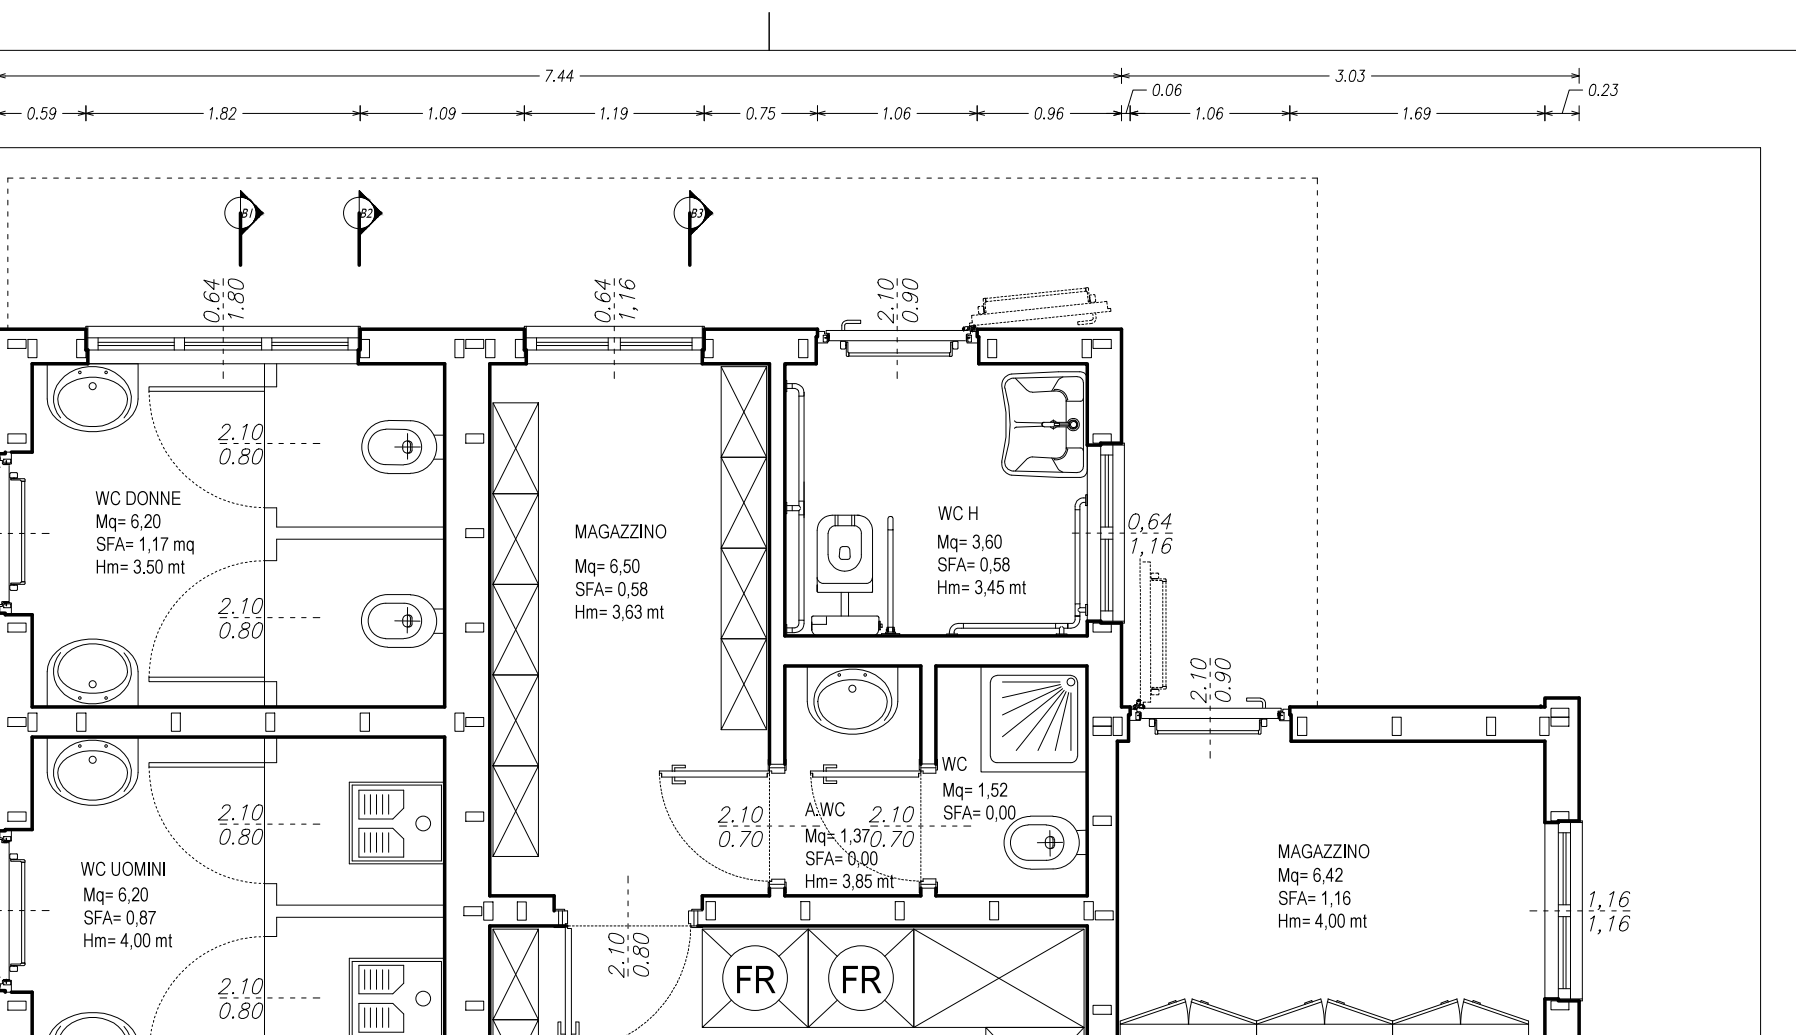 7.44
3.03
0.06
0.23
0.59
1.82
1.09
1.19
0.75
1.06
0.96
1.06
1.69
B1
B2
B3
0.64
1.80
0.64
1,16
2.10
0.90
2.10
0.80
WC DONNE
Mq= 6,20
SFA= 1,17 mq
Hm= 3.50 mt
2.10
0.80
MAGAZZINO
Mq= 6,50
SFA= 0,58
Hm= 3,63 mt
WC H
Mq= 3,60
SFA= 0,58
Hm= 3,45 mt
0,64
1,16
2.10
0.90
WC
Mq= 1,52
SFA= 0,00
A.WC
Mq= 1,37
SFA= 0,00
Hm= 3,85 mt
2.10
0.70
2.10
0.70
2.10
0.80
WC UOMINI
Mq= 6,20
SFA= 0,87
Hm= 4,00 mt
2.10
0.80
MAGAZZINO
Mq= 6,42
SFA= 1,16
Hm= 4,00 mt
1,16
1,16
2.10
0.80
FR
FR